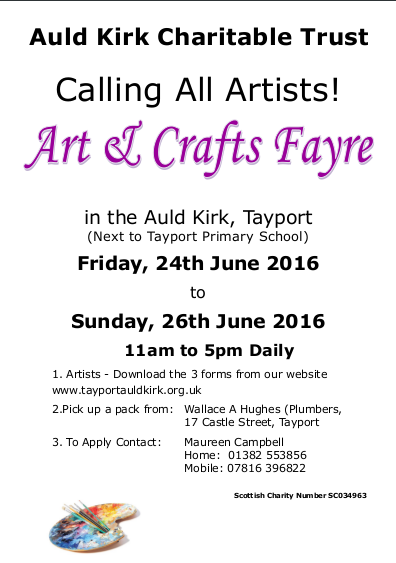 Auld Kirk Charitable Trust
Calling All Artists!
Art & Crafts Fayre
in the Auld Kirk, Tayport
(Next to Tayport Primary School)
Friday, 24th June 2016
to
Sunday, 26th June 2016
11am to 5pm Daily
1. Artists - Download the 3 forms from our website
www.tayportauldkirk.org.uk
2.Pick up a pack from: Wallace A Hughes (Plumbers,
17 Castle Street, Tayport
3. To Apply Contact: Maureen Campbell
Home: 01382 553856
Mobile: 07816 396822
Scottish Charity Number SC034963